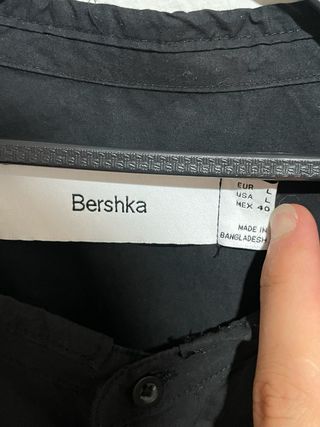 Bershka
EUR L
USA L
MEX 40
MADE IN
BANGLADESH